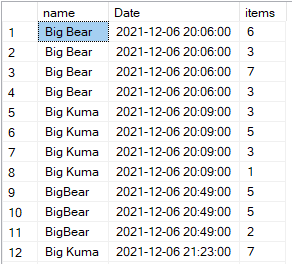 name Date items
1 Big Bear 2021-12-06 20:06:00 6
2 Big Bear 2021-12-06 20:06:00 3
3 Big Bear 2021-12-06 20:06:00 7
4 Big Bear 2021-12-06 20:06:00 3
5 Big Kuma 2021-12-06 20:09:00 3
6 Big Kuma 2021-12-06 20:09:00 5
7 Big Kuma 2021-12-06 20:09:00 3
8 Big Kuma 2021-12-06 20:09:00 1
9 BigBear 2021-12-06 20:49:00 5
10 BigBear 2021-12-06 20:49:00 5
11 BigBear 2021-12-06 20:49:00 2
12 Big Kuma 2021-12-06 21:23:00 7